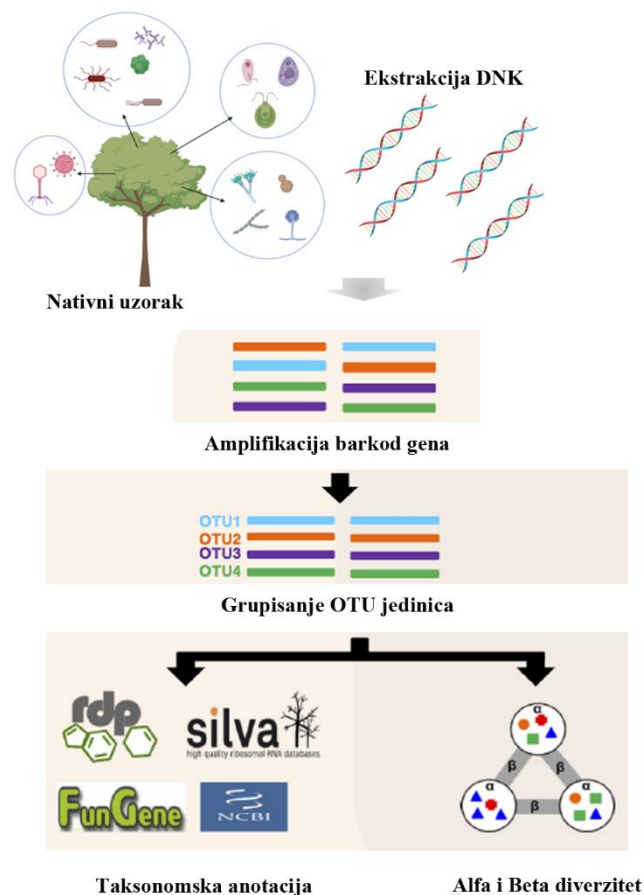 Ekstrakcija DNK
Nativni uzorak
Amplifikacija barkod gena
OTU1
OTU2
OTU3
OTU4
Grupisanje OTU jedinica
rdp
silva
high quality ribosomal RNA databases
FunGene
NCBI
α
β
β
α
β
α
Taksonomska anotacija
Alfa i Beta diverzitet